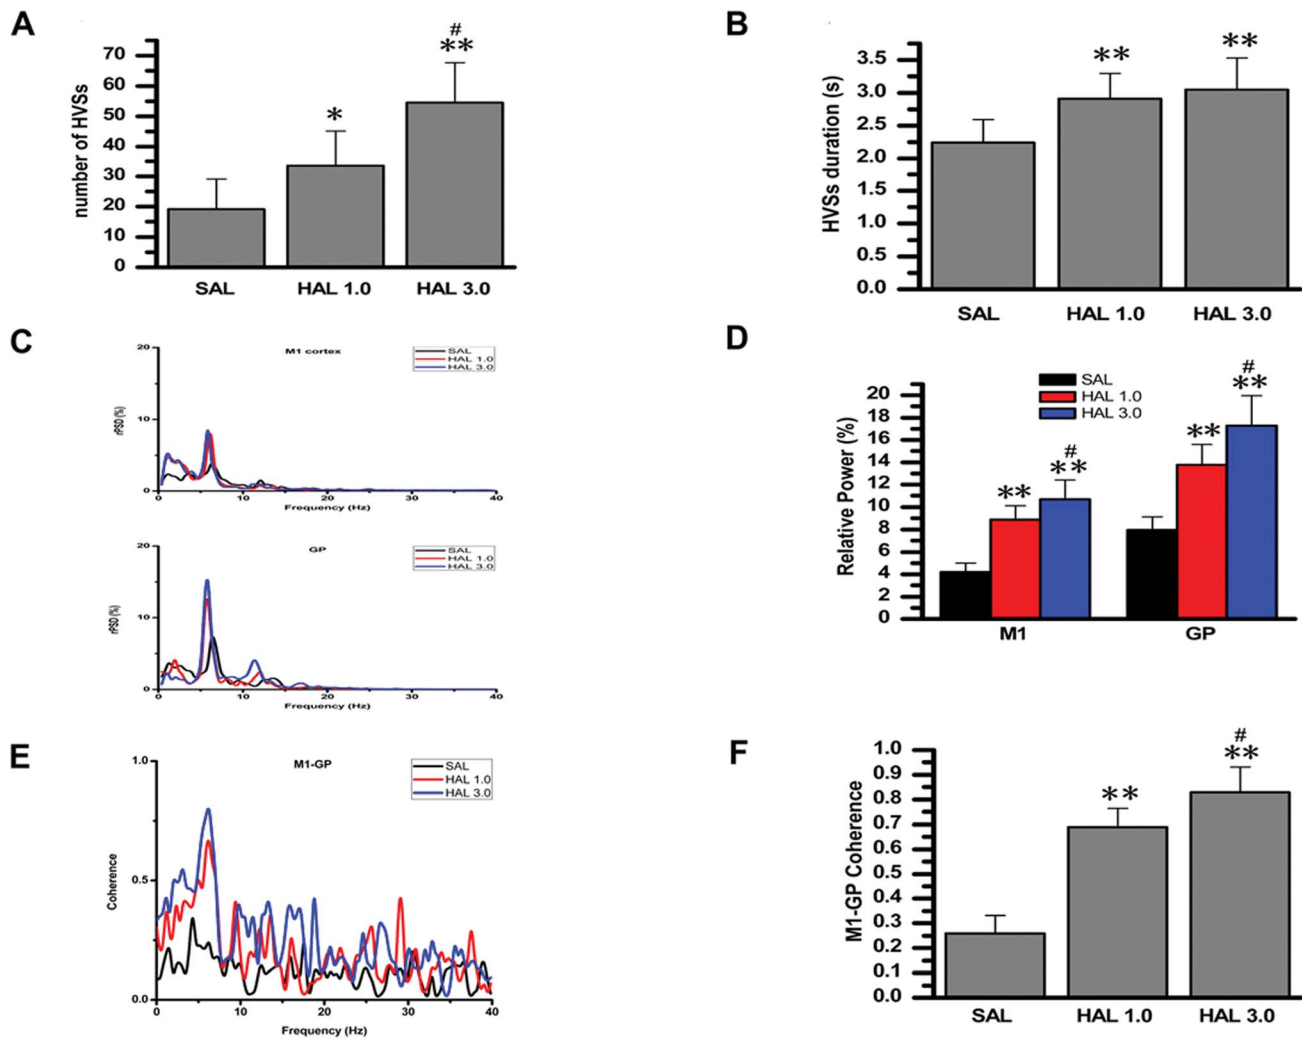 A
number of HVSs
70
60
50
40
30
20
10
0
*
#
**
SAL HAL 1.0 HAL 3.0
B
HVSs duration (s)
3.5
3.0
2.5
2.0
1.5
1.0
0.5
0.0
** **
SAL HAL 1.0 HAL 3.0
C
M1 cortex
SAL
HAL 1.0
HAL 3.0
rPSD (%)
20
10
0
0 10 20 30 40
Frequency (Hz)
GP
SAL
HAL 1.0
HAL 3.0
rPSD (%)
20
10
0
0 10 20 30 40
Frequency (Hz)
D
SAL
HAL 1.0
HAL 3.0
Relative Power (%)
20
18
16
14
12
10
8
6
4
2
0
**
#
**
**
#
**
M1 GP
E
M1-GP
SAL
HAL 1.0
HAL 3.0
Coherence
1.0
0.5
0.0
0 10 20 30 40
Frequency (Hz)
F
M1-GP Coherence
1.0
0.9
0.8
0.7
0.6
0.5
0.4
0.3
0.2
0.1
0.0
**
#
**
SAL HAL 1.0 HAL 3.0